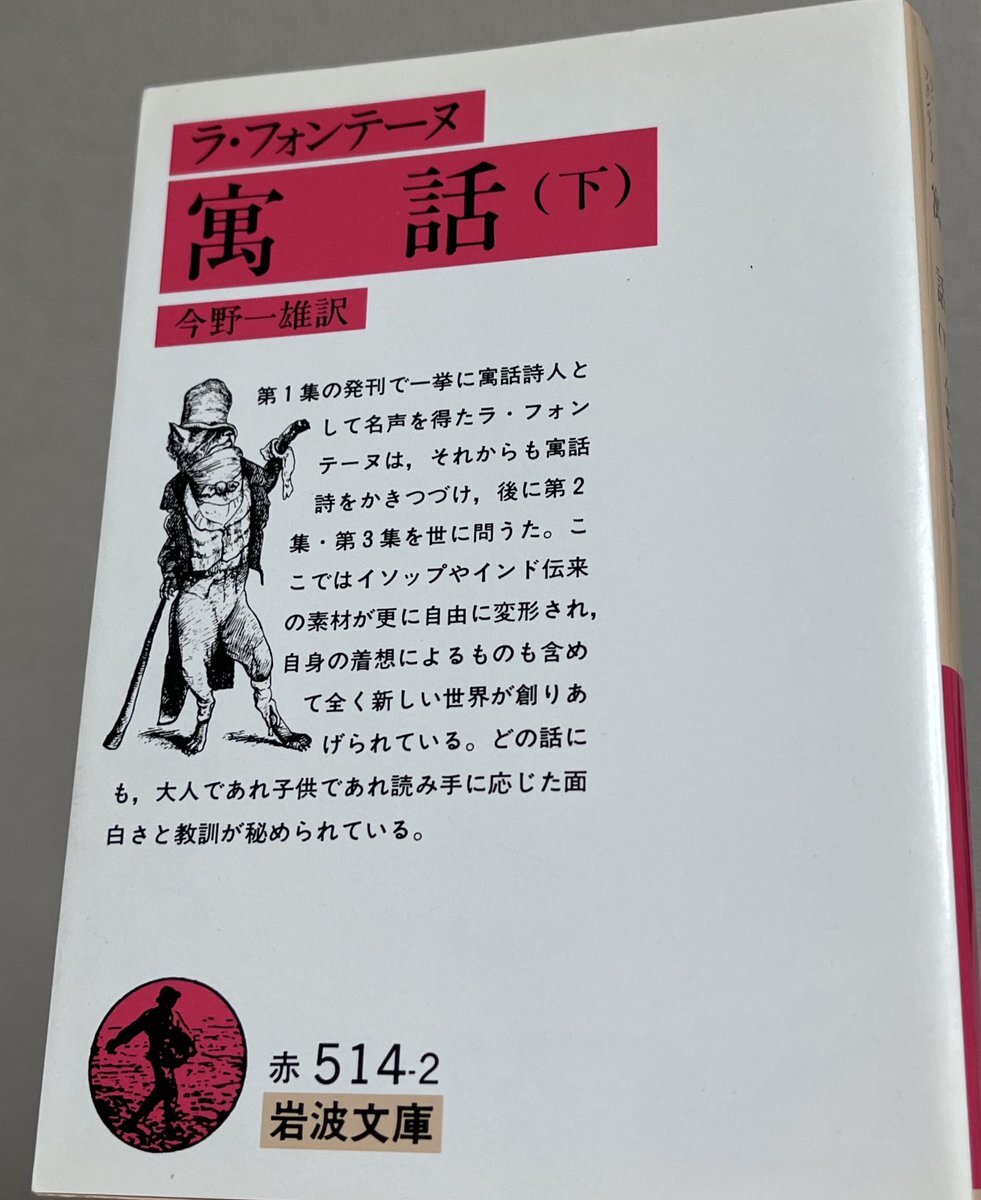 ラ・フォンテーヌ
寓話(下)
今野一雄訳
第1集の発刊で一挙に寓話詩人と
して名声を得たラ・フォン
テーヌは,それからも寓話
詩をかきつづけ,後に第2
集・第3集を世に問うた。こ
こではイソップやインド伝来
の素材が更に自由に変形され,
自身の着想によるものも含め
て全く新しい世界が創りあ
げられている。どの話に
も,大人であれ子供であれ読み手に応じた面
白さと教訓が秘められている。
赤 514-2
岩波文庫